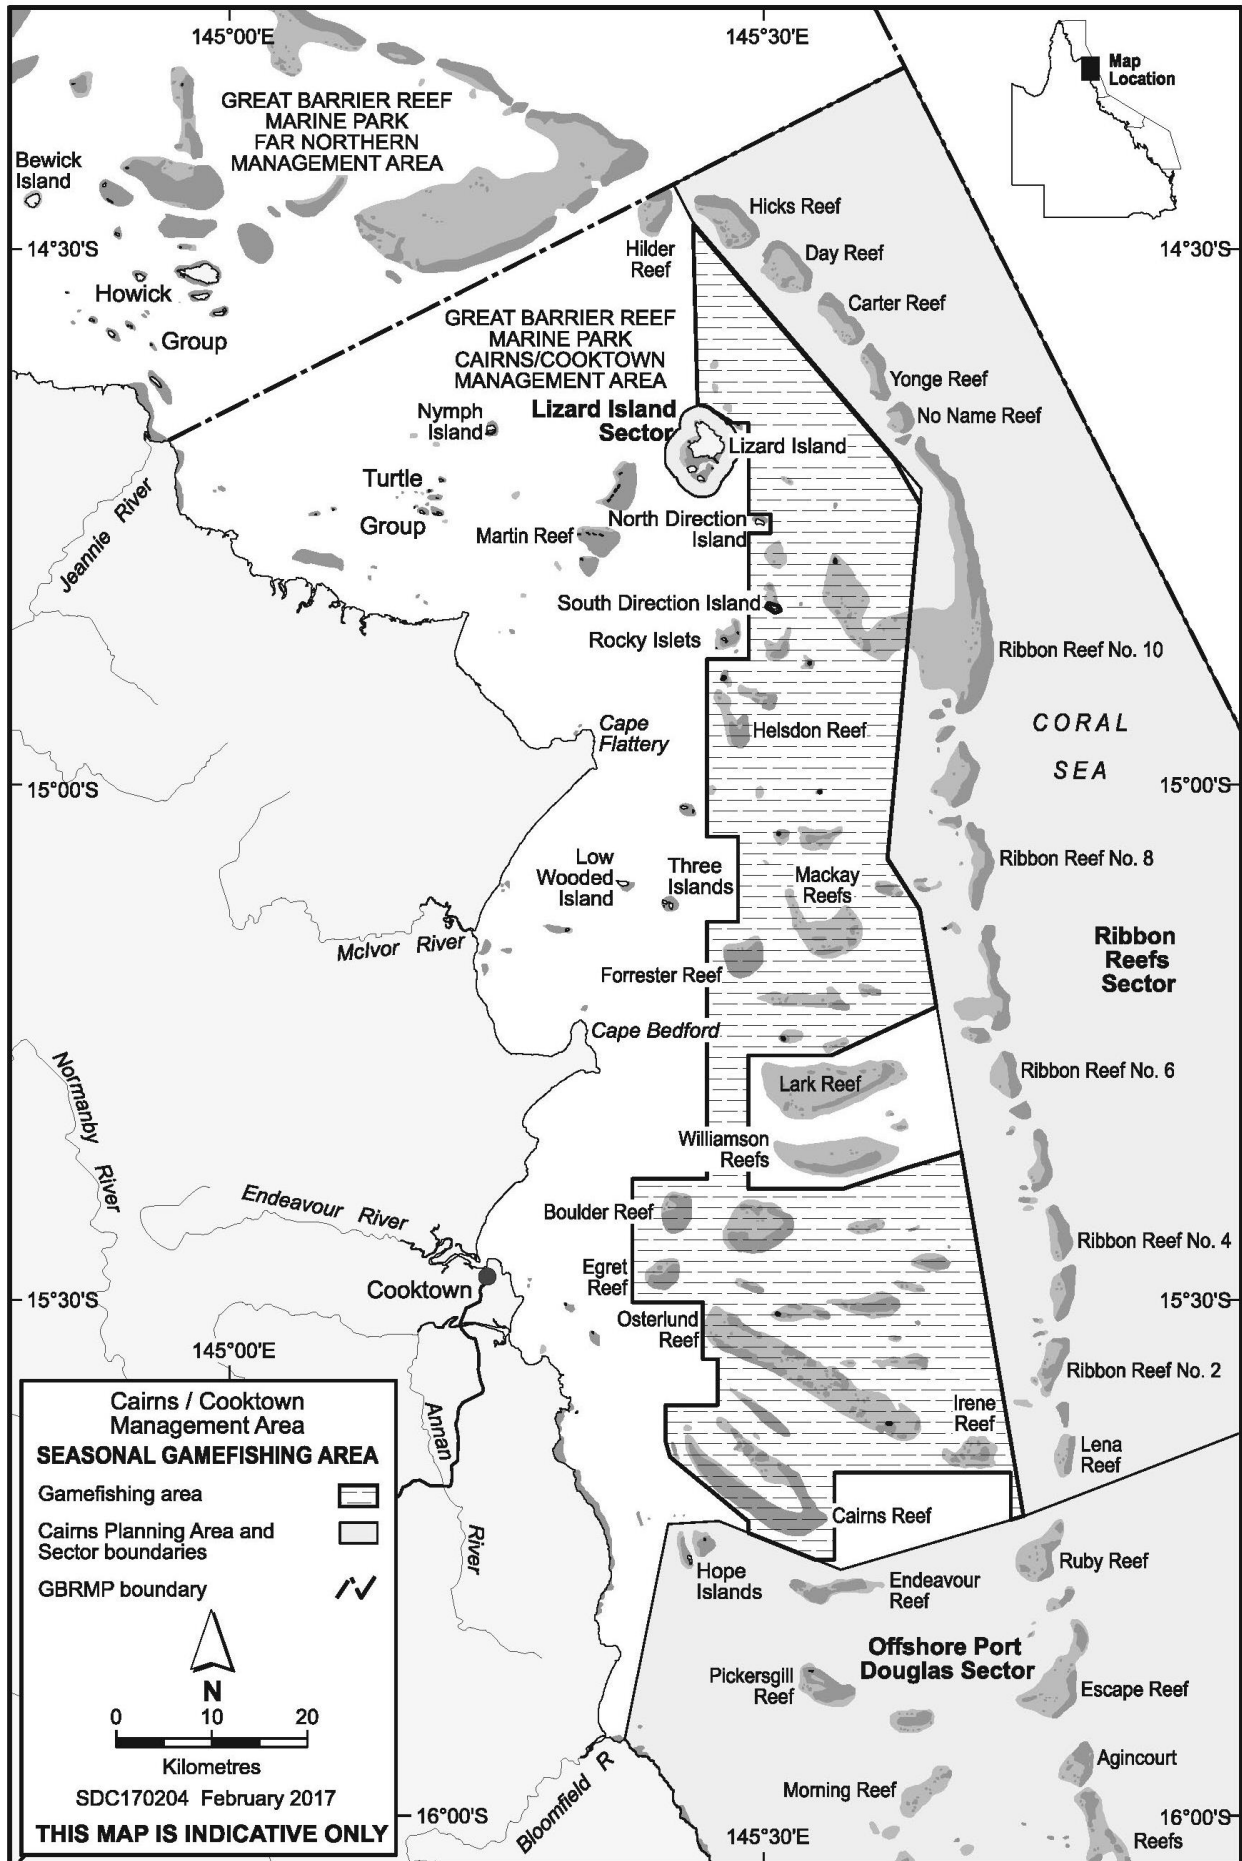 145°00'E
145°30'E
Map
Location
GREAT BARRIER REEF
MARINE PARK
FAR NORTHERN
MANAGEMENT AREA
Bewick
Island
14°30'S
14°30'S
Hicks Reef
Hilder
Reef
Day Reef
Howick
Group
Carter Reef
GREAT BARRIER REEF
MARINE PARK
CAIRNS/COOKTOWN
MANAGEMENT AREA
Yonge Reef
No Name Reef
Nymph
Island
Lizard Island
Sector
Lizard Island
Turtle
Group
Jeannie River
Martin Reef
North Direction
Island
South Direction Island
Rocky Islets
Ribbon Reef No. 10
Cape
Flattery
Helsdon Reef
CORAL
SEA
15°00'S
15°00'S
Low
Wooded
Island
Three
Islands
Mackay
Reefs
Ribbon Reef No. 8
McIvor River
Forrester Reef
Ribbon
Reefs
Sector
Cape Bedford
Normanby River
Lark Reef
Ribbon Reef No. 6
Williamson
Reefs
Endeavour River
Boulder Reef
Ribbon Reef No. 4
Cooktown
Egret
Reef
15°30'S
15°30'S
Osterlund
Reef
145°00'E
Ribbon Reef No. 2
Annan River
Irene
Reef
Lena
Reef
Cairns Reef
Hope
Islands
Endeavour
Reef
Ruby Reef
Offshore Port
Douglas Sector
Pickersgill
Reef
Escape Reef
Bloomfield R
Morning Reef
Agincourt
Reefs
16°00'S
16°00'S
145°30'E
Cairns / Cooktown
Management Area
SEASONAL GAMEFISHING AREA
Gamefishing area
Cairns Planning Area and
Sector boundaries
GBRMP boundary
N
0 10 20
Kilometres
SDC170204 February 2017
THIS MAP IS INDICATIVE ONLY